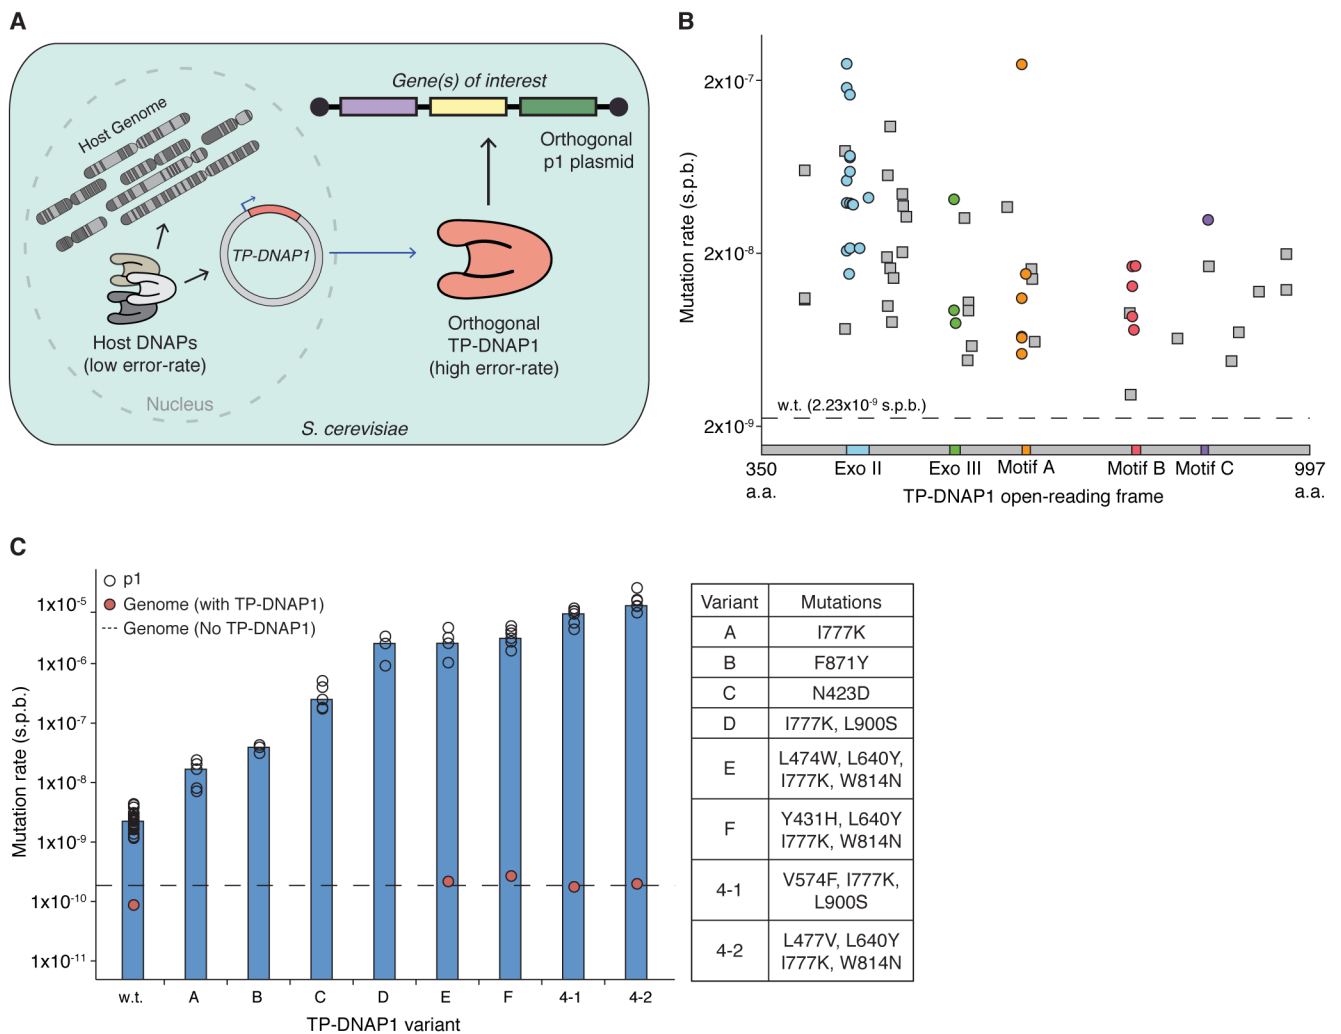 A
Host Genome
Gene(s) of interest
Orthogonal
p1 plasmid
TP-DNAP1
Host DNAPs
(low error-rate)
Orthogonal
TP-DNAP1
(high error-rate)
Nucleus
S. cerevisiae
B
Mutation rate (s.p.b.)
2x10-7
2x10-8
2x10-9
w.t. (2.23x10-9 s.p.b.)
350
a.a.
Exo II
Exo III
Motif A
Motif B
Motif C
997
a.a.
TP-DNAP1 open-reading frame
C
Mutation rate (s.p.b.)
p1
Genome (with TP-DNAP1)
Genome (No TP-DNAP1)
1x10-5
1x10-6
1x10-7
1x10-8
1x10-9
1x10-10
1x10-11
w.t. A B C D E F 4-1 4-2
TP-DNAP1 variant
Variant Mutations
A I777K
B F871Y
C N423D
D I777K, L900S
E L474W, L640Y,
I777K, W814N
F Y431H, L640Y
I777K, W814N
4-1 V574F, I777K,
L900S
4-2 L477V, L640Y
I777K, W814N